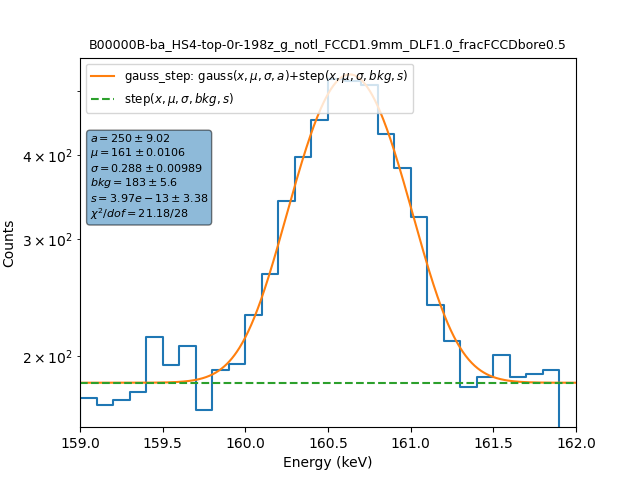 B00000B-ba_HS4-top-0r-198z_g_notl_FCCD1.9mm_DLF1.0_fracFCCDbore0.5
gauss_step: gauss(x, μ, σ, a)+step(x, μ, σ, bkg, s)
step(x, μ, σ, bkg, s)
a = 250 ± 9.02
μ = 161 ± 0.0106
σ = 0.288 ± 0.00989
bkg = 183 ± 5.6
s = 3.97e − 13 ± 3.38
χ²/dof = 21.18/28
4 × 10²
3 × 10²
2 × 10²
Counts
159.0 159.5 160.0 160.5 161.0 161.5 162.0
Energy (keV)